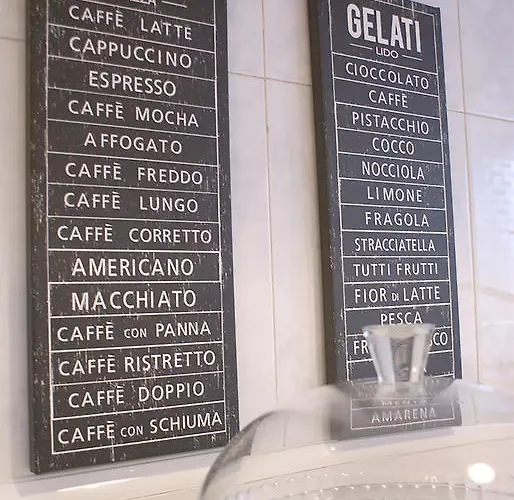 CAFFÈ LATTE
CAPPUCCINO
ESPRESSO
CAFFÈ MOCHA
AFFOGATO
CAFFÈ FREDDO
CAFFÈ LUNGO
CAFFÈ CORRETTO
AMERICANO
MACCHIATO
CAFFÈ CON PANNA
CAFFÈ RISTRETTO
CAFFÈ DOPPIO
CAFFÈ CON SCHIUMA
GELATI
LIDO
CIOCCOLATO
CAFFÈ
PISTACCHIO
COCCO
NOCCIOLA
LIMONE
FRAGOLA
STRACCIATELLA
TUTTI FRUTTI
FIOR di LATTE
PESCA
AMARENA